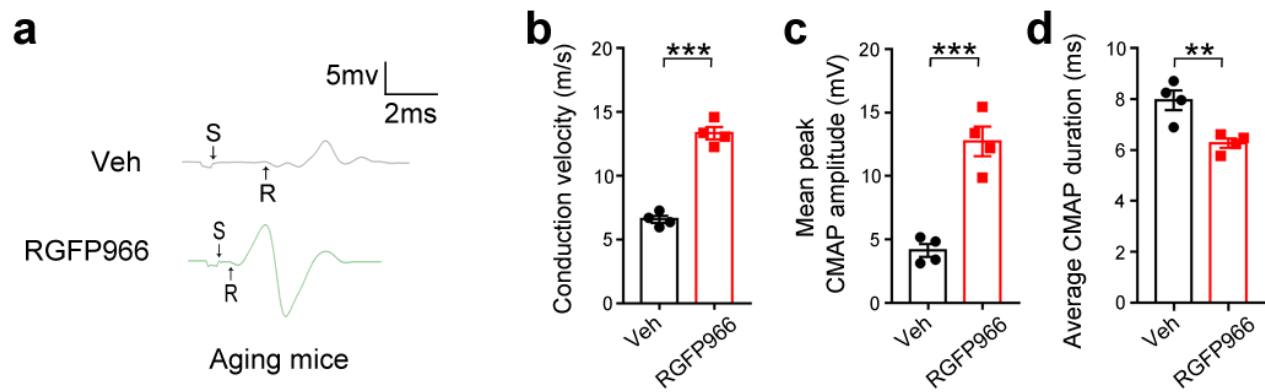 a
5mv
2ms
S
Veh
R
S
RGFP966
R
Aging mice
b
Conduction velocity (m/s)
20
15
10
5
0
***
Veh
RGFP966
c
Mean peak
CMAP amplitude (mV)
20
15
10
5
0
***
Veh
RGFP966
d
Average CMAP duration (ms)
10
8
6
4
2
0
**
Veh
RGFP966